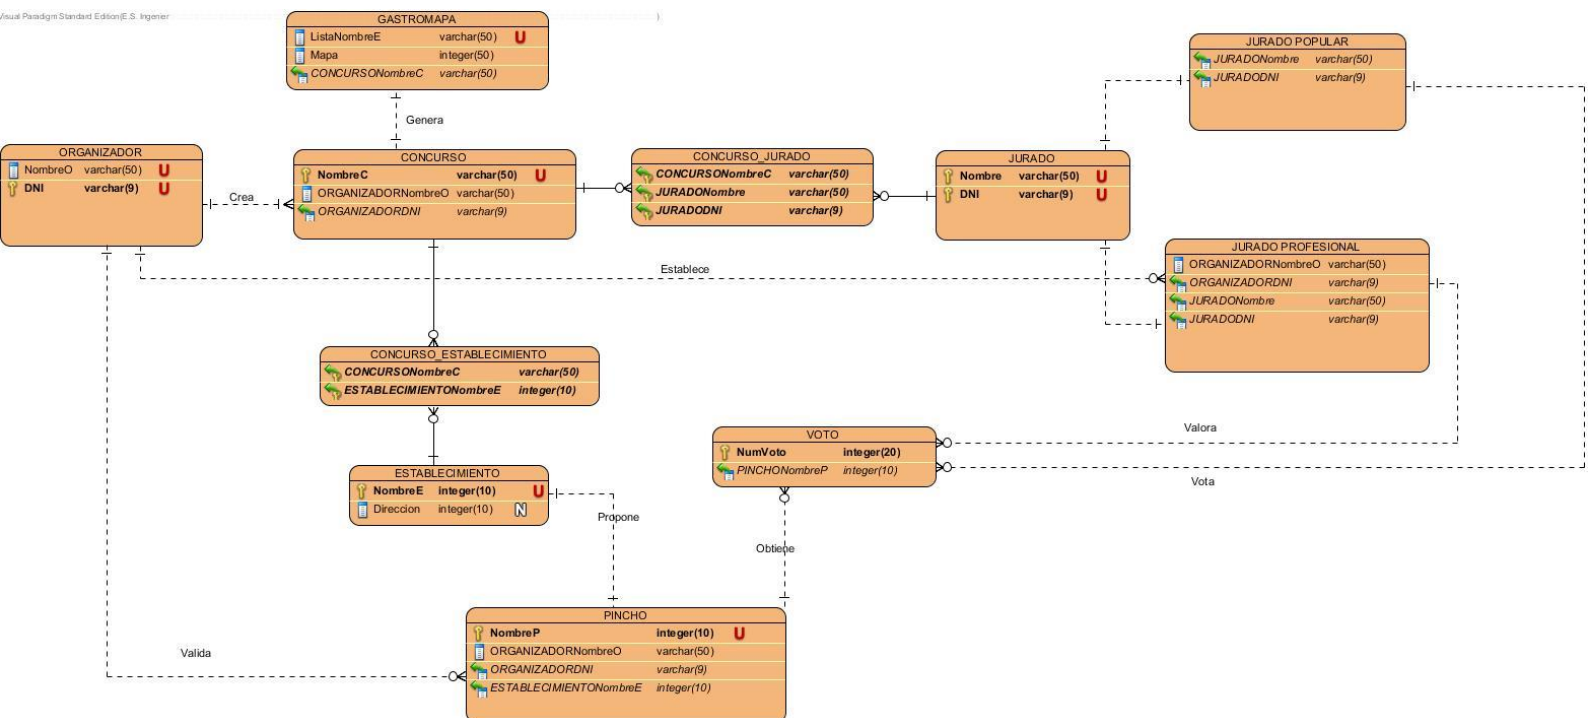 Visual Paradigm Standard Edition(E.S. Ingenier
)
GASTROMAPA
ListaNombreE varchar(50) U
Mapa integer(50)
CONCURSONombreC varchar(50)
Genera
ORGANIZADOR
NombreO varchar(50) U
DNI varchar(9) U
Crea
CONCURSO
NombreC varchar(50) U
ORGANIZADORNombreO varchar(50)
ORGANIZADORDNI varchar(9)
CONCURSO_JURADO
CONCURSONombreC varchar(50)
JURADONombre varchar(50)
JURADODNI varchar(9)
JURADO
Nombre varchar(50) U
DNI varchar(9) U
JURADO POPULAR
JURADONombre varchar(50)
JURADODNI varchar(9)
JURADO PROFESIONAL
ORGANIZADORNombreO varchar(50)
ORGANIZADORDNI varchar(9)
JURADONombre varchar(50)
JURADODNI varchar(9)
Establece
CONCURSO_ESTABLECIMIENTO
CONCURSONombreC varchar(50)
ESTABLECIMIENTONombreE integer(10)
ESTABLECIMIENTO
NombreE integer(10) U
Direccion integer(10) N
Propone
VOTO
NumVoto integer(20)
PINCHONombreP integer(10)
Valora
Vota
Obtiene
PINCHO
NombreP integer(10) U
ORGANIZADORNombreO varchar(50)
ORGANIZADORDNI varchar(9)
ESTABLECIMIENTONombreE integer(10)
Valida